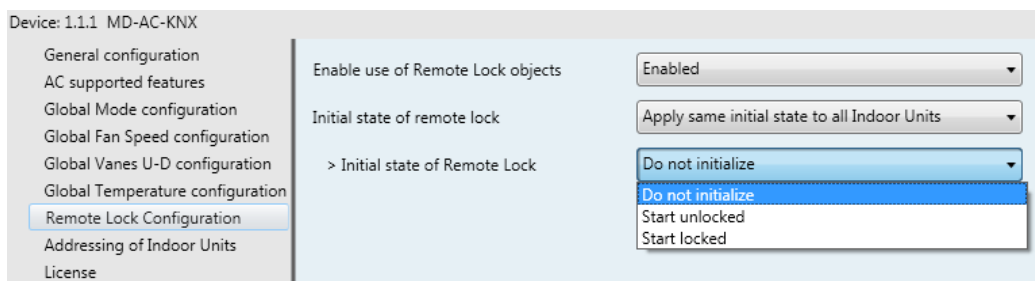 Device: 1.1.1 MD-AC-KNX
General configuration
AC supported features
Global Mode configuration
Global Fan Speed configuration
Global Vanes U-D configuration
Global Temperature configuration
Remote Lock Configuration
Addressing of Indoor Units
License
Enable use of Remote Lock objects
Enabled
Initial state of remote lock
Apply same initial state to all Indoor Units
> Initial state of Remote Lock
Do not initialize
Do not initialize
Start unlocked
Start locked